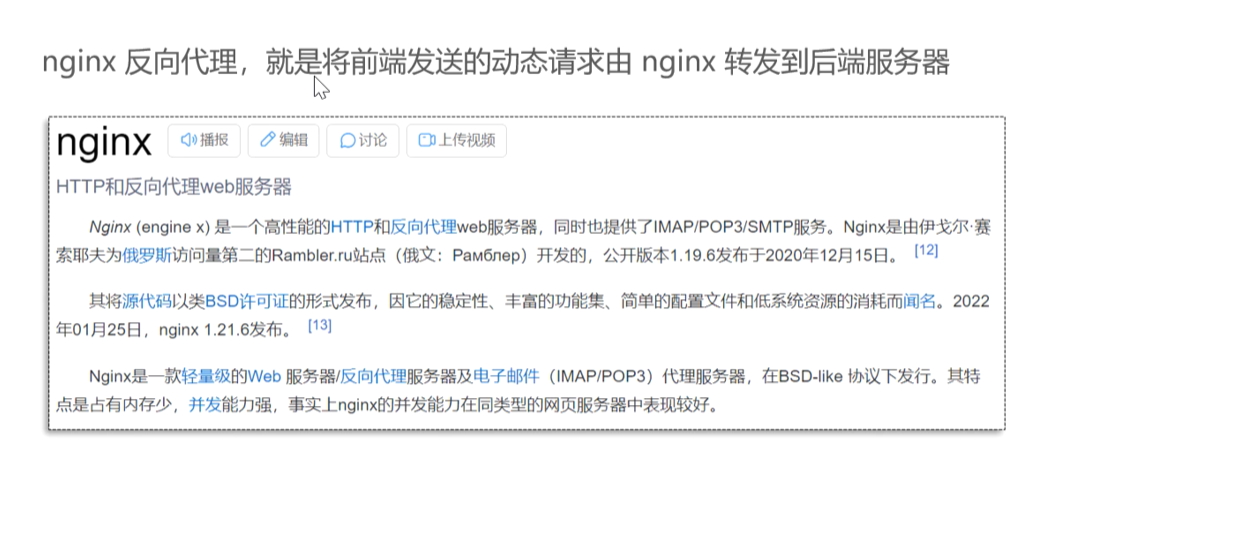 nginx 反向代理，就是将前端发送的动态请求由 nginx 转发到后端服务器
nginx 播报 编辑 讨论 上传视频
HTTP和反向代理web服务器
Nginx (engine x) 是一个高性能的HTTP和反向代理web服务器，同时也提供了IMAP/POP3/SMTP服务。Nginx是由伊戈尔·赛
索耶夫为俄罗斯访问量第二的Rambler.ru站点（俄文：Рамблер）开发的，公开版本1.19.6发布于2020年12月15日。 [12]
其将源代码以类BSD许可证的形式发布，因它的稳定性、丰富的功能集、简单的配置文件和低系统资源的消耗而闻名。2022
年01月25日，nginx 1.21.6发布。 [13]
Nginx是一款轻量级的Web 服务器/反向代理服务器及电子邮件（IMAP/POP3）代理服务器，在BSD-like 协议下发行。其特
点是占有内存少，并发能力强，事实上nginx的并发能力在同类型的网页服务器中表现较好。